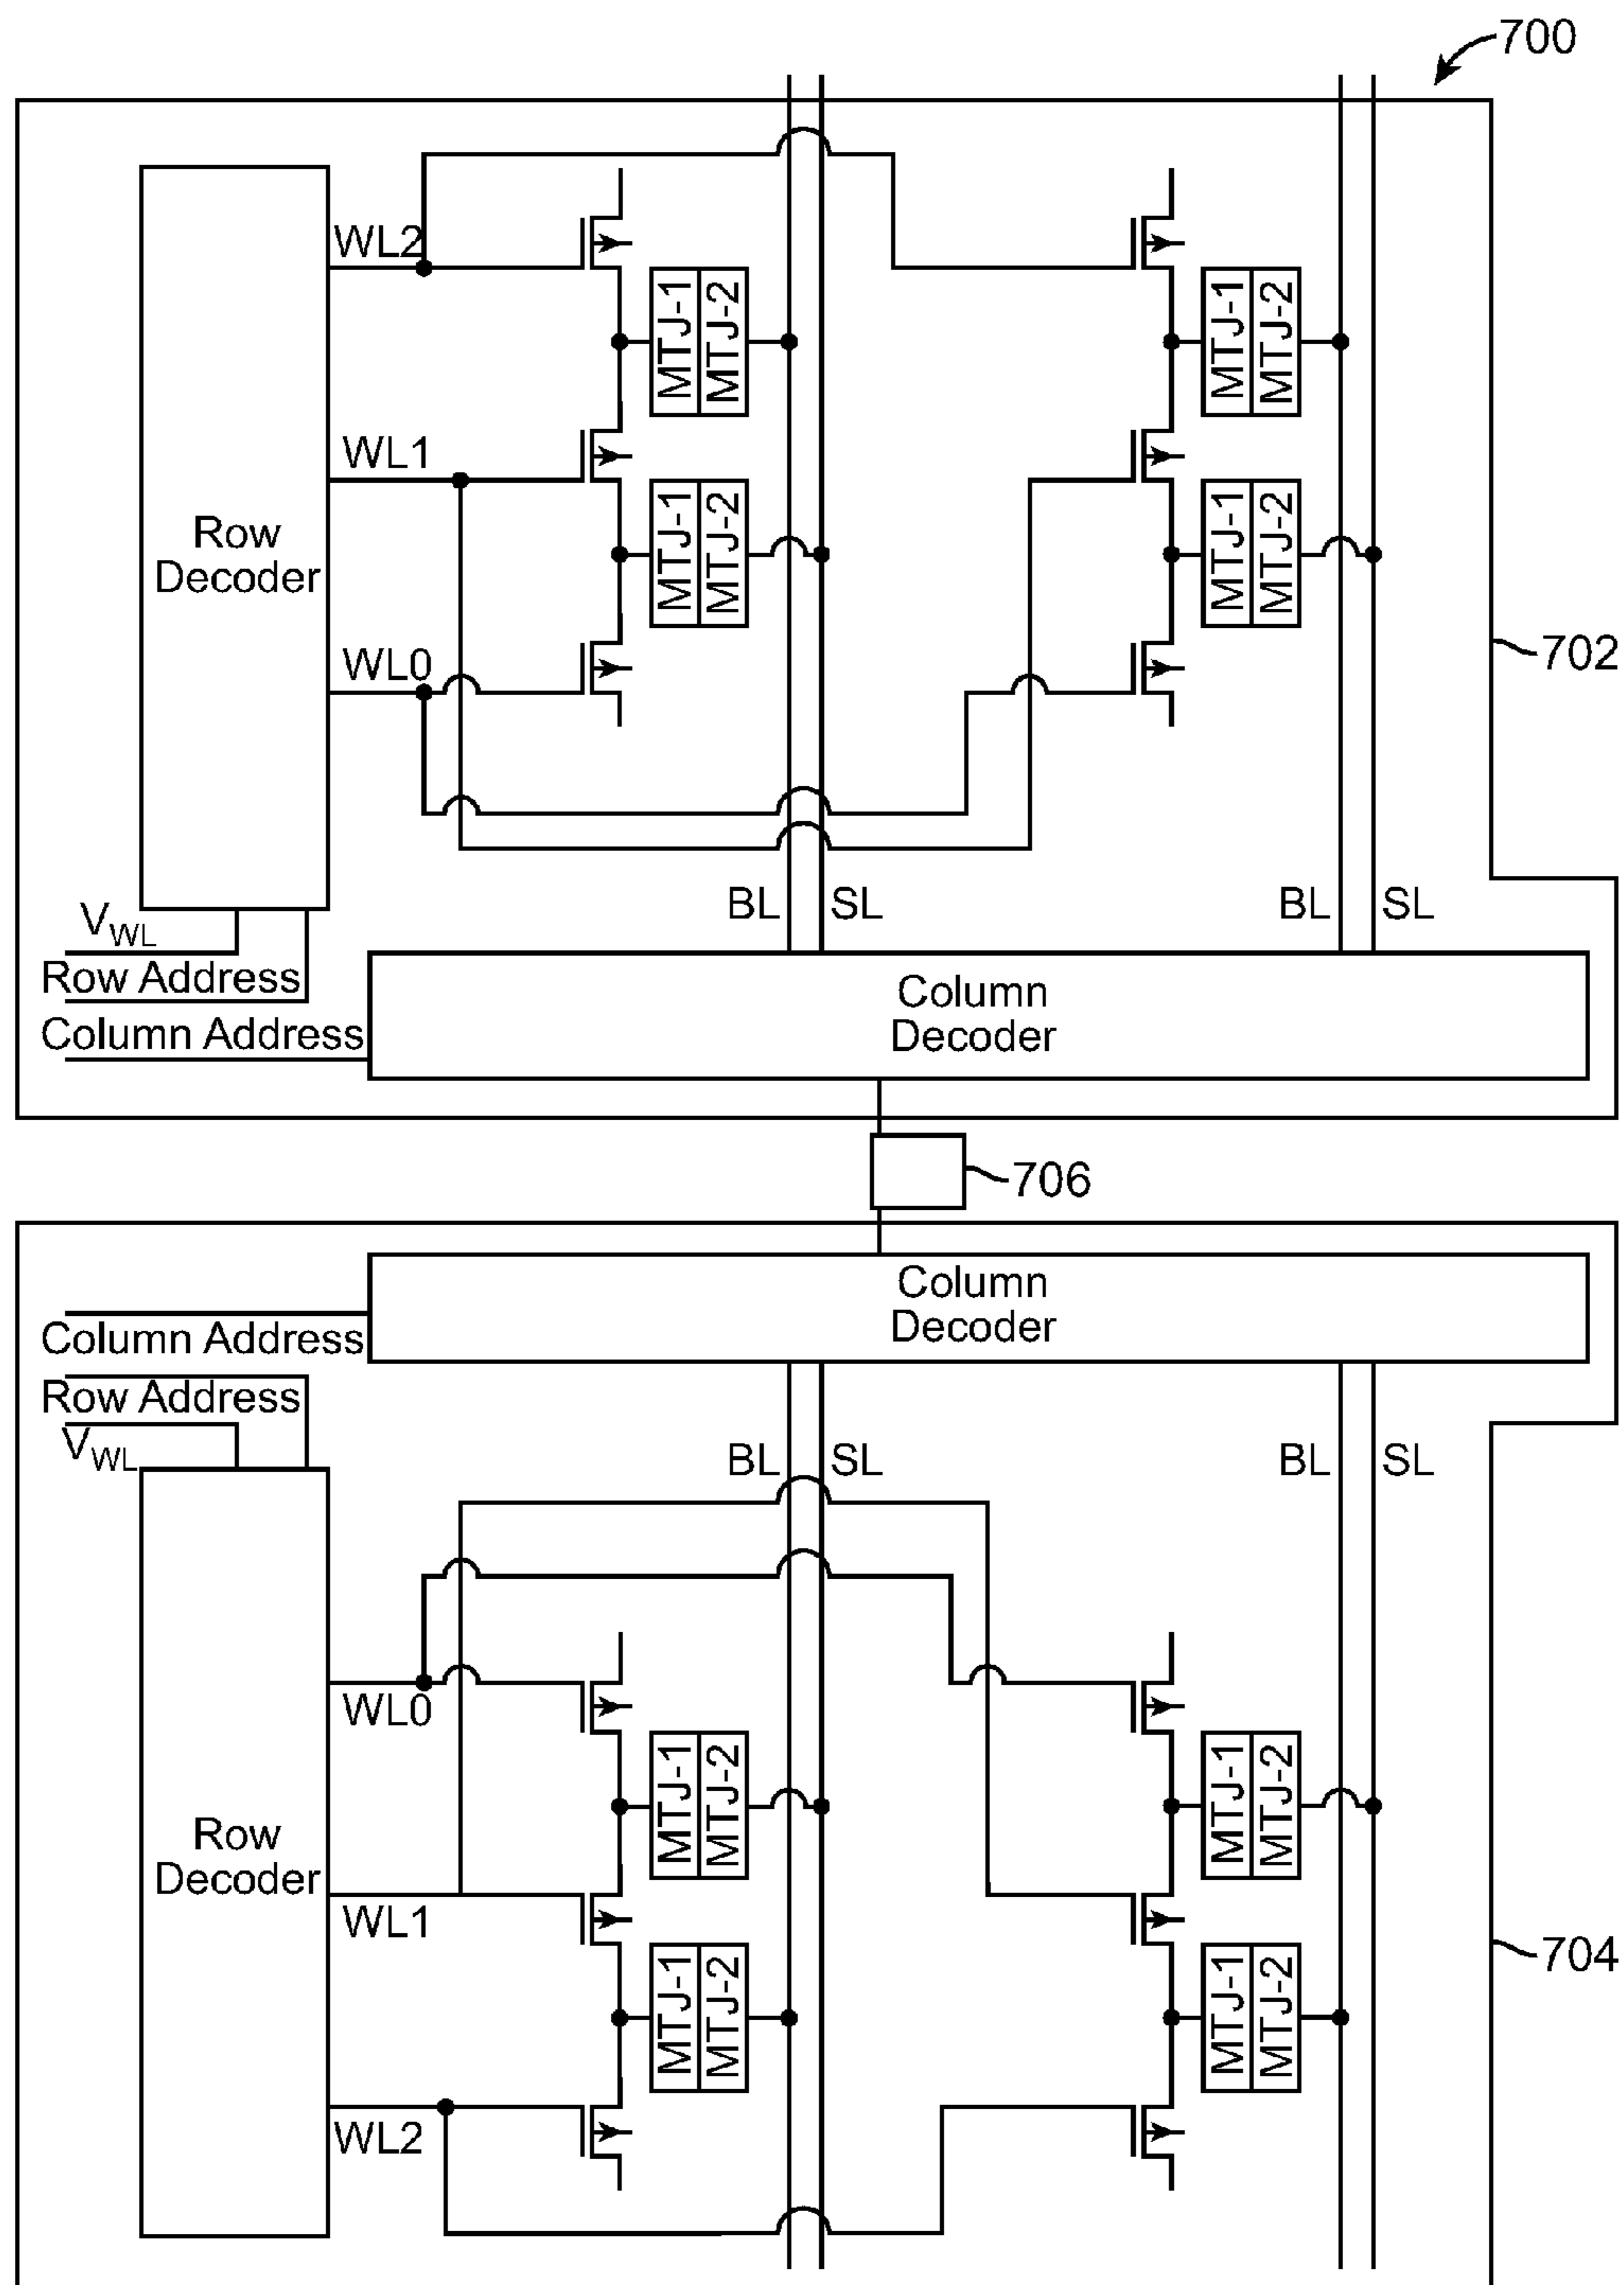 700
WL2
MTJ-1
MTJ-2
MTJ-1
MTJ-2
WL1
MTJ-1
MTJ-2
MTJ-1
MTJ-2
Row
Decoder
WL0
702
BL
SL
BL
SL
VWL
Row Address
Column Address
Column
Decoder
706
Column
Decoder
Column Address
Row Address
VWL
BL
SL
BL
SL
WL0
MTJ-1
MTJ-2
MTJ-1
MTJ-2
Row
Decoder
WL1
MTJ-1
MTJ-2
MTJ-1
MTJ-2
704
WL2